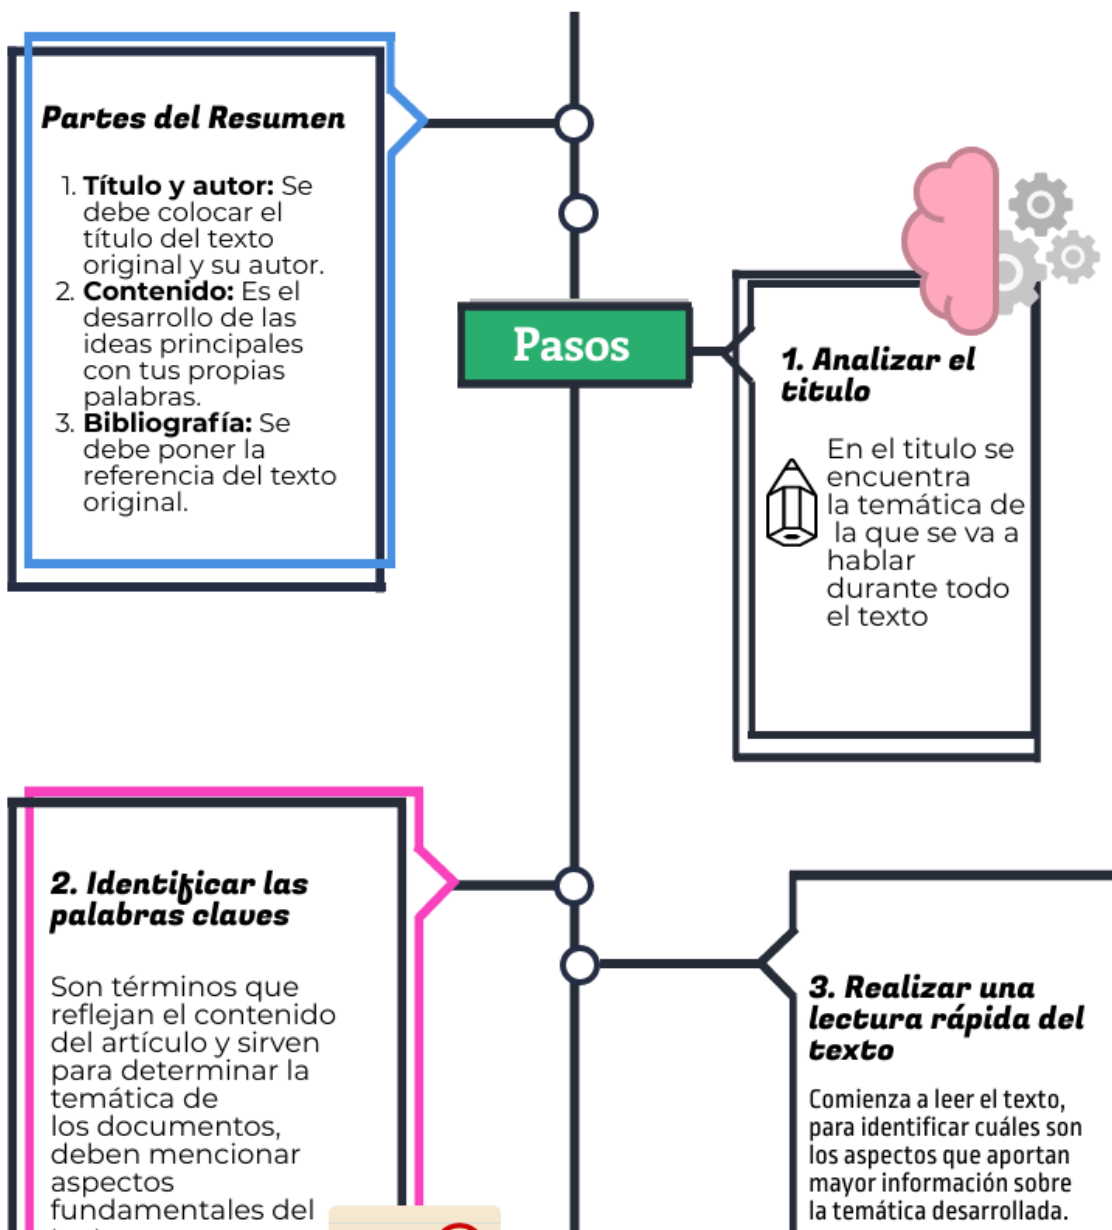 Partes del Resumen
1. Título y autor: Se
debe colocar el
título del texto
original y su autor.
2. Contenido: Es el
desarrollo de las
ideas principales
con tus propias
palabras.
3. Bibliografía: Se
debe poner la
referencia del texto
original.
Pasos
1. Analizar el
titulo
En el titulo se
encuentra
la temática de
la que se va a
hablar
durante todo
el texto
2. Identificar las
palabras claves
Son términos que
reflejan el contenido
del artículo y sirven
para determinar la
temática de
los documentos,
deben mencionar
aspectos
fundamentales del
3. Realizar una
lectura rápida del
texto
Comienza a leer el texto,
para identificar cuáles son
los aspectos que aportan
mayor información sobre
la temática desarrollada.